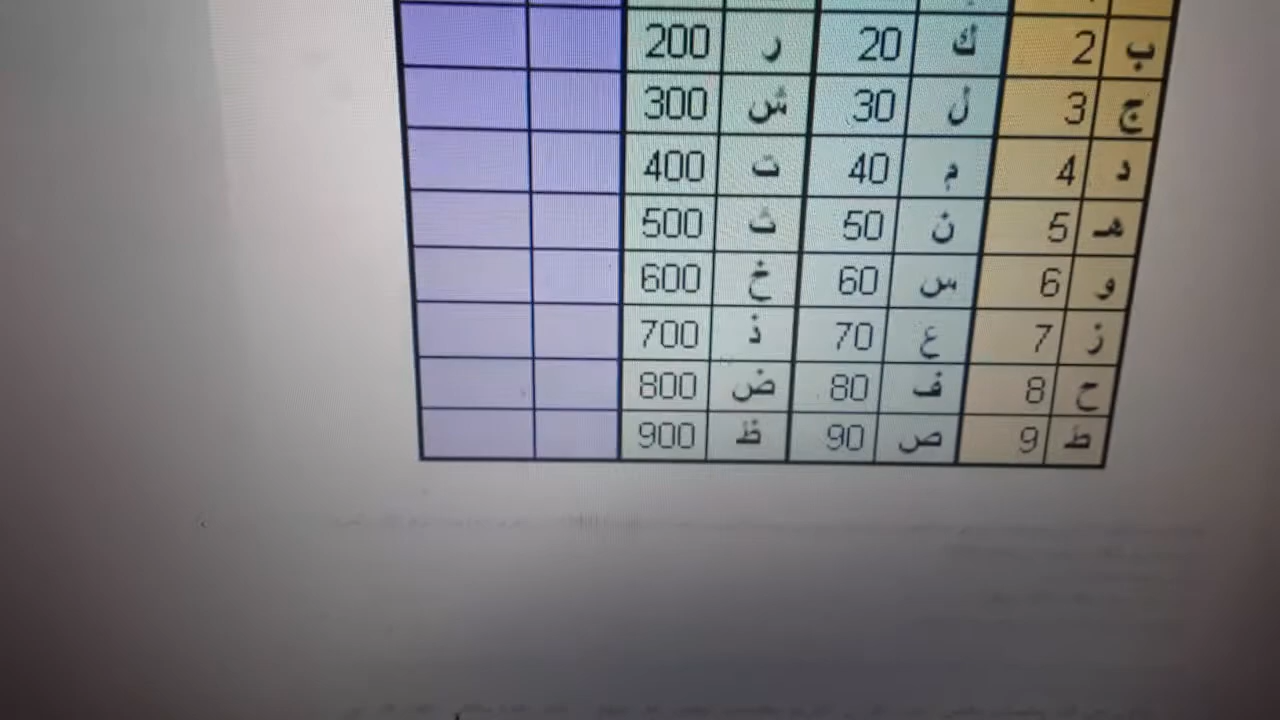 ب 2 ك 20 ر 200
ج 3 ل 30 ش 300
د 4 م 40 ت 400
هـ 5 ن 50 ث 500
و 6 س 60 خ 600
ز 7 ع 70 ذ 700
ح 8 ف 80 ض 800
ط 9 ص 90 ظ 900